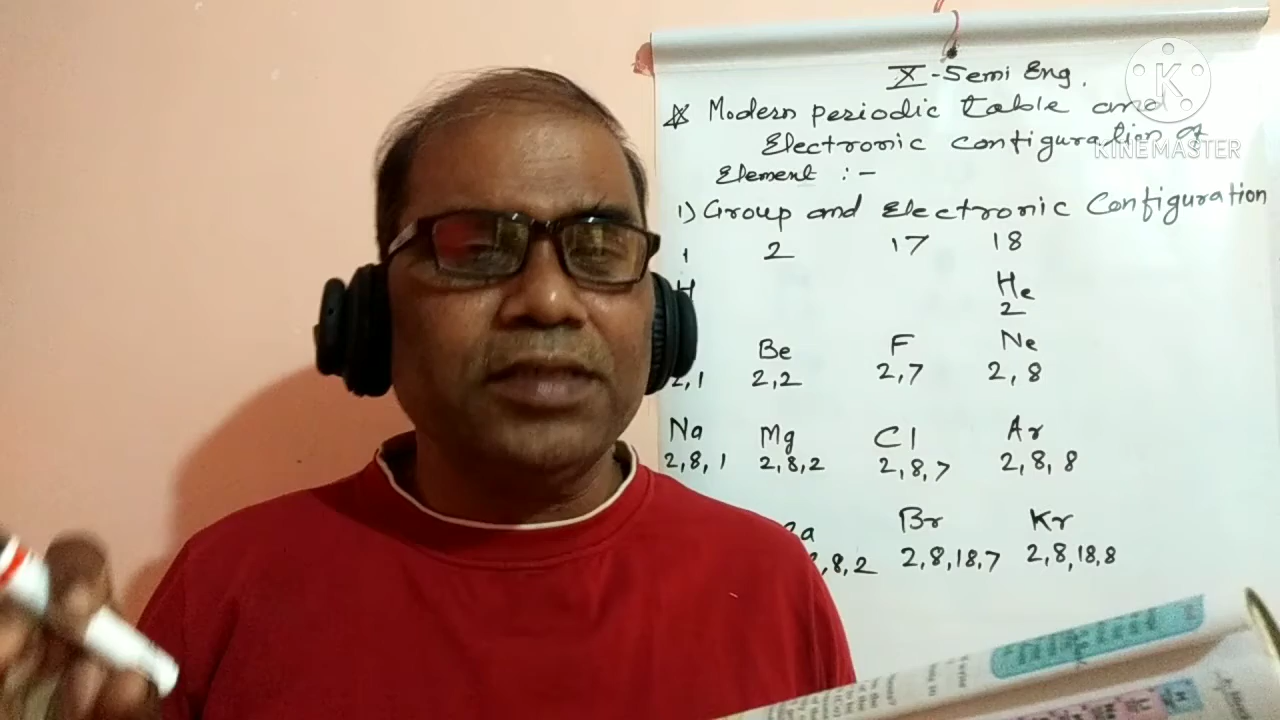 X-Semi Eng.
K
KINEMASTER
* Modern periodic table and
Electronic configuration of
Element :-
1) Group and Electronic Configuration
1 2 17 18
H He
2
Be F Ne
2,1 2,2 2,7 2,8
Na Mg Cl Ar
2,8,1 2,8,2 2,8,7 2,8,8
Br Kr
,8,2 2,8,18,7 2,8,18,8